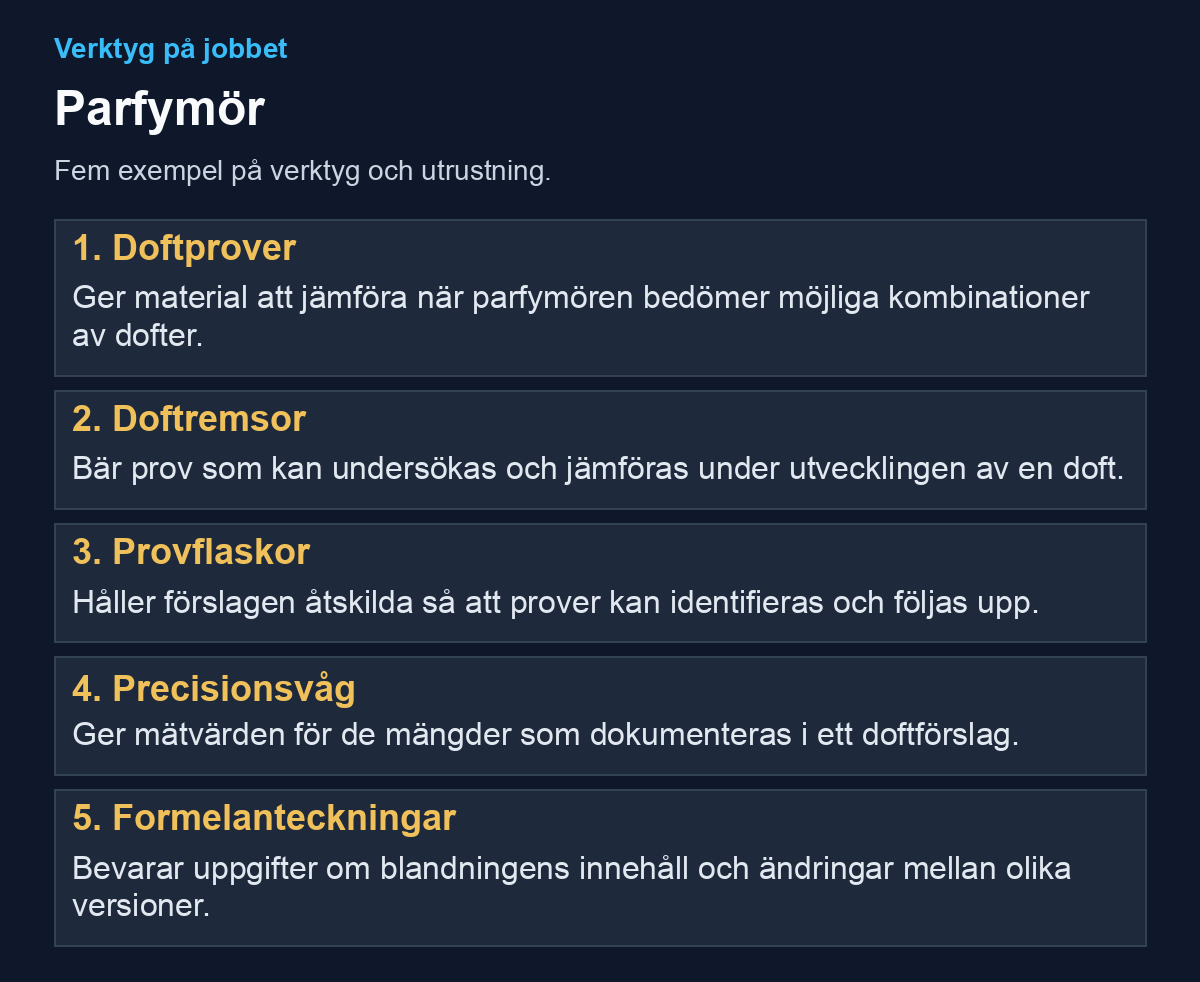 Verktyg på jobbet
Parfymör
Fem exempel på verktyg och utrustning.
1. Doftprover
Ger material att jämföra när parfymören bedömer möjliga kombinationer
av dofter.
2. Doftremsor
Bär prov som kan undersökas och jämföras under utvecklingen av en doft.
3. Provflaskor
Håller förslagen åtskilda så att prover kan identifieras och följas upp.
4. Precisionsvåg
Ger mätvärden för de mängder som dokumenteras i ett doftförslag.
5. Formelanteckningar
Bevarar uppgifter om blandningens innehåll och ändringar mellan olika
versioner.